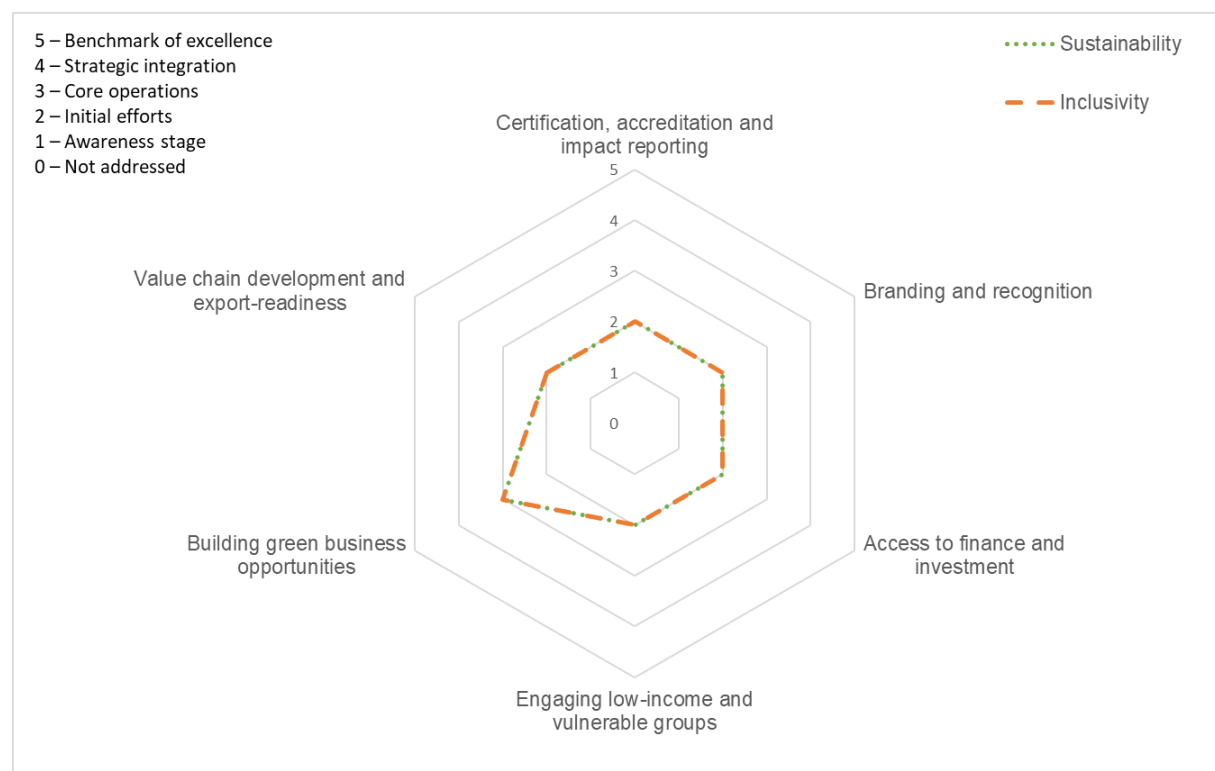 5 – Benchmark of excellence
4 – Strategic integration
3 – Core operations
2 – Initial efforts
1 – Awareness stage
0 – Not addressed
Sustainability
Inclusivity
Certification, accreditation and
impact reporting
5
4
3
2
1
0
Value chain development and
export-readiness
Branding and recognition
Building green business
opportunities
Access to finance and
investment
Engaging low-income and
vulnerable groups